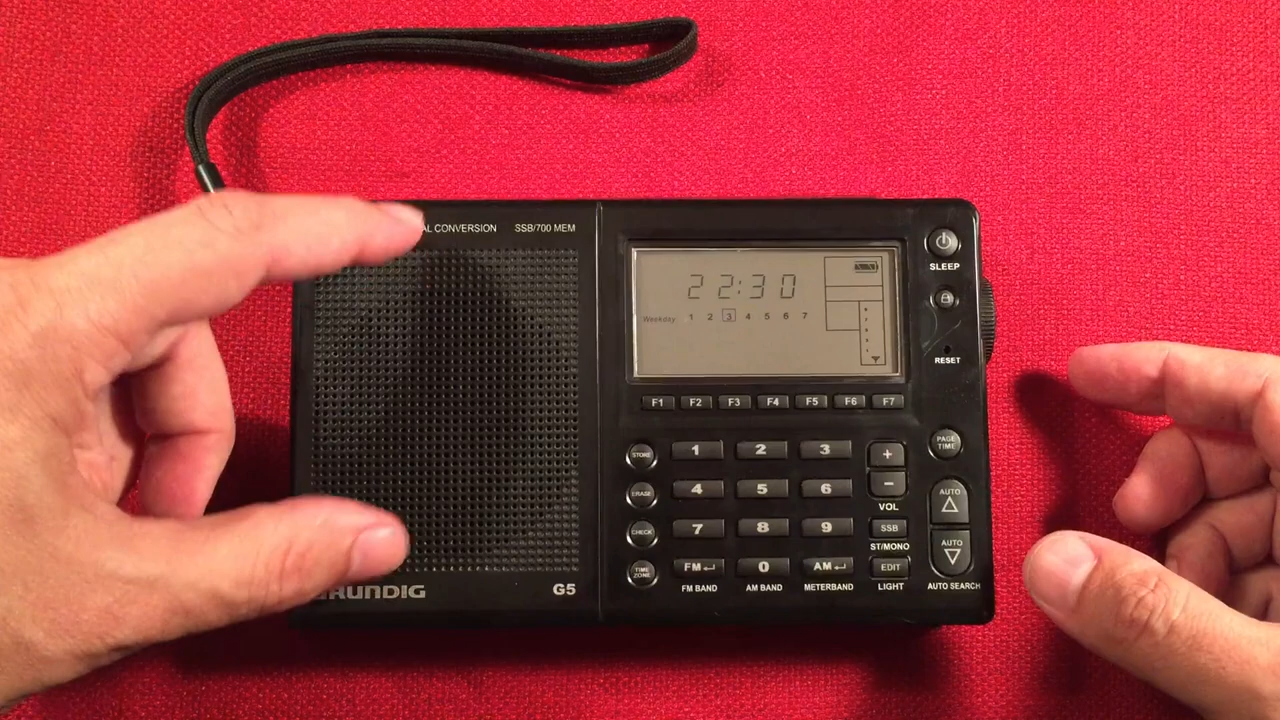 AL CONVERSION SSB/700 MEM
22:30
Weekday 1 2 3 4 5 6 7
SLEEP
RESET
F1 F2 F3 F4 F5 F6 F7
STORE 1 2 3 + PAGE TIME
ERASE 4 5 6 −
VOL
AUTO
CHECK 7 8 9 SSB
ST/MONO
AUTO
TIME ZONE FM↵ 0 AM↵ EDIT
FM BAND AM BAND METERBAND LIGHT AUTO SEARCH
GRUNDIG G5